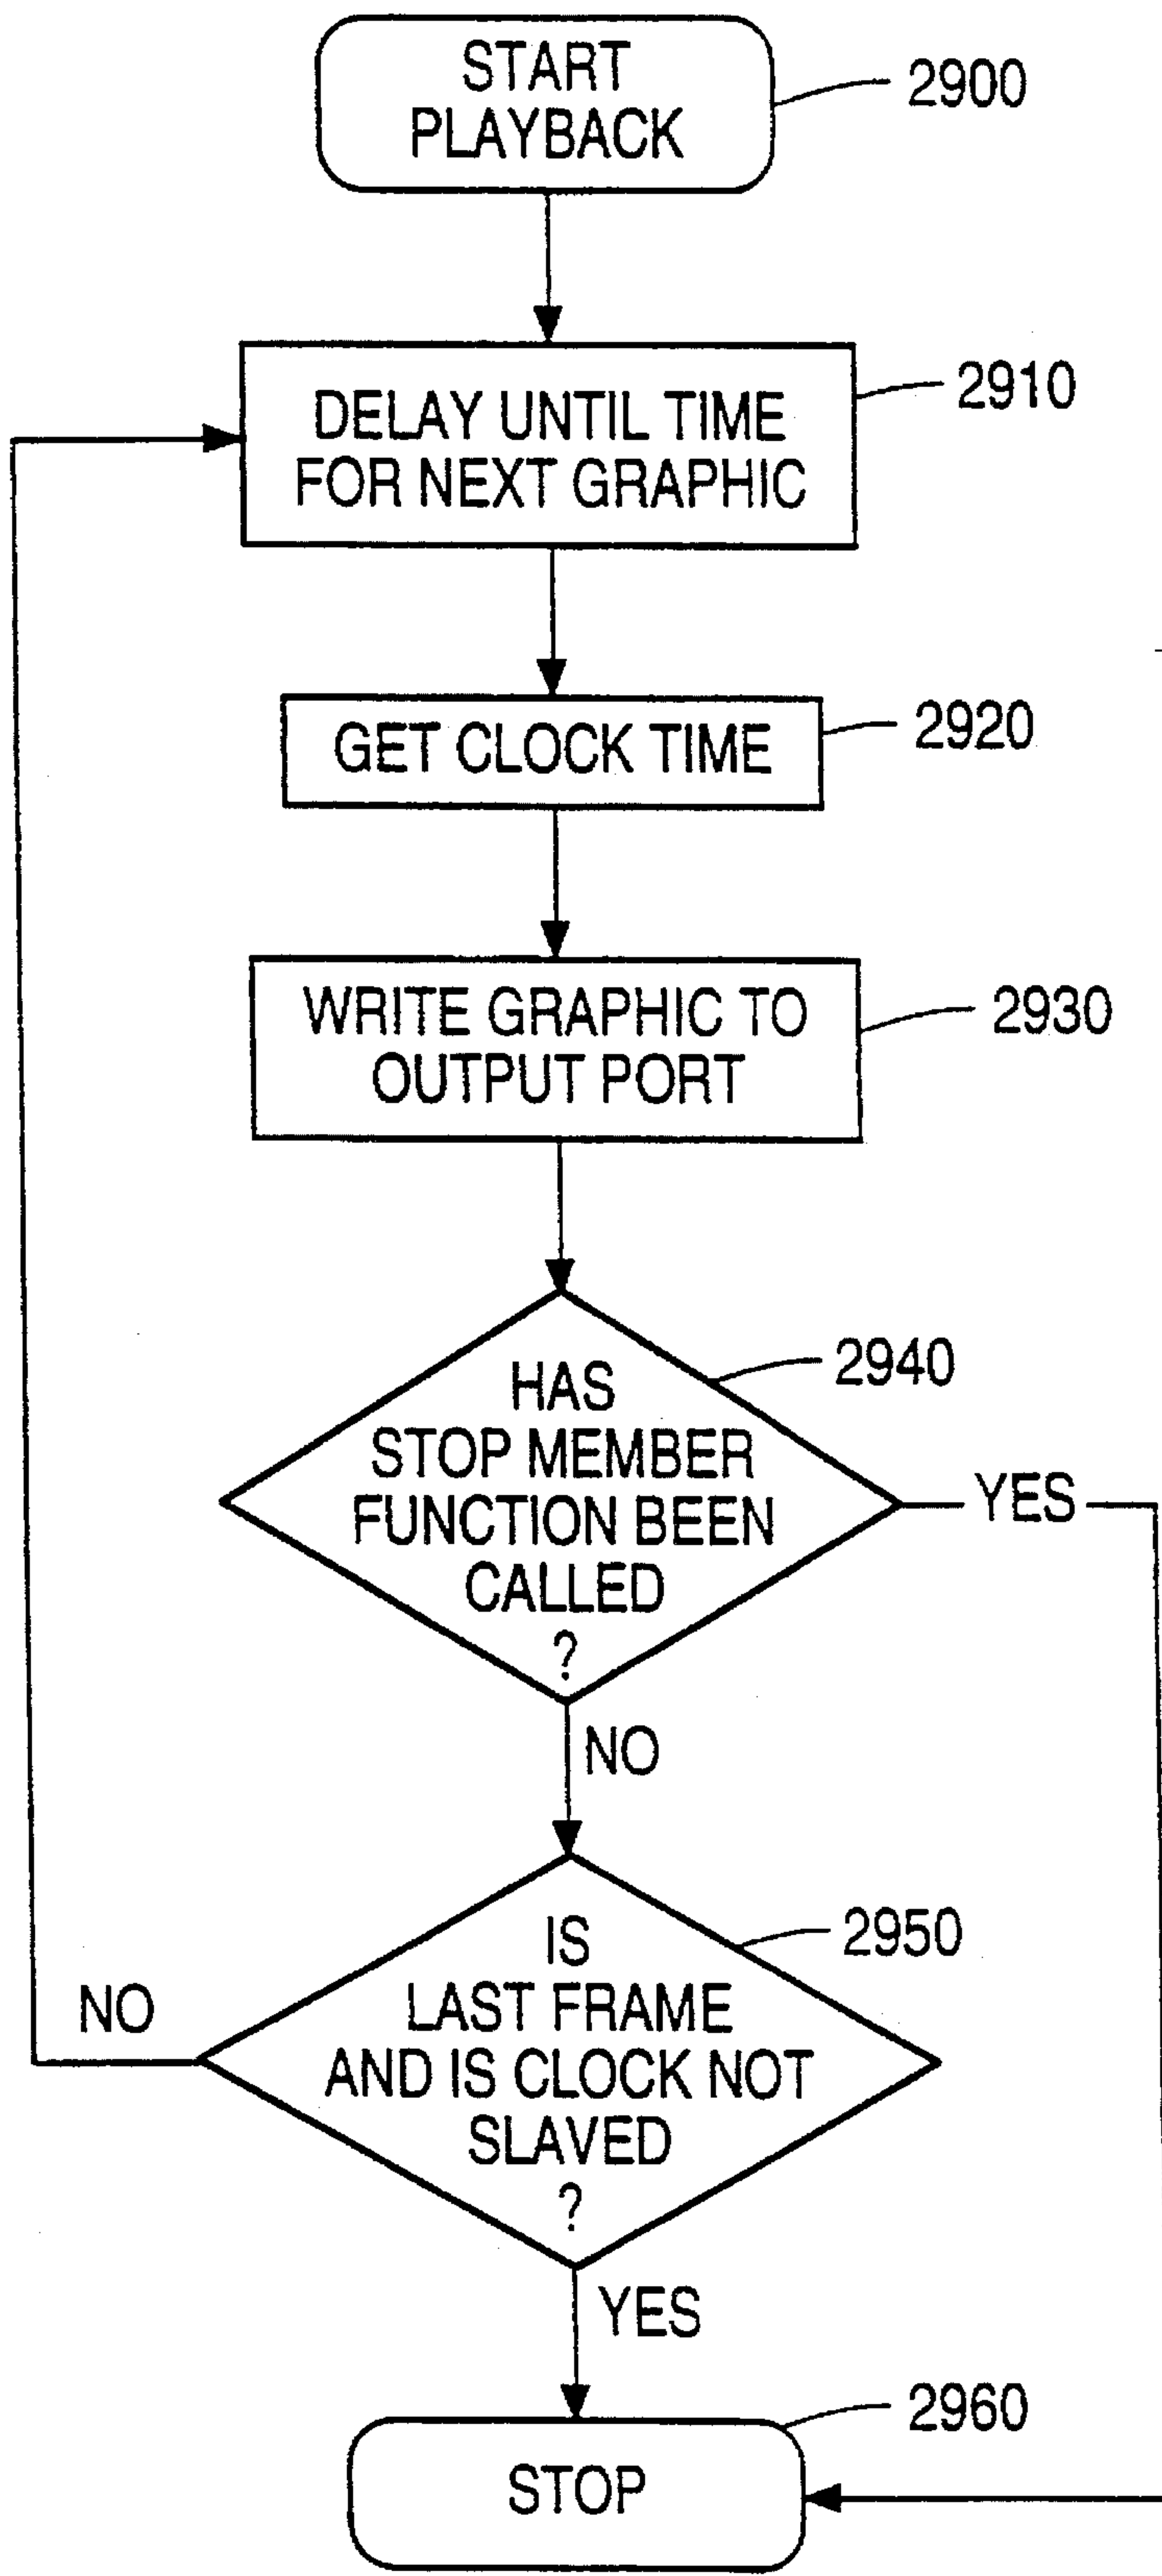 START
PLAYBACK
2900
DELAY UNTIL TIME
FOR NEXT GRAPHIC
2910
GET CLOCK TIME
2920
WRITE GRAPHIC TO
OUTPUT PORT
2930
HAS
STOP MEMBER
FUNCTION BEEN
CALLED
?
2940
YES
NO
IS
LAST FRAME
AND IS CLOCK NOT
SLAVED
?
2950
NO
YES
STOP
2960